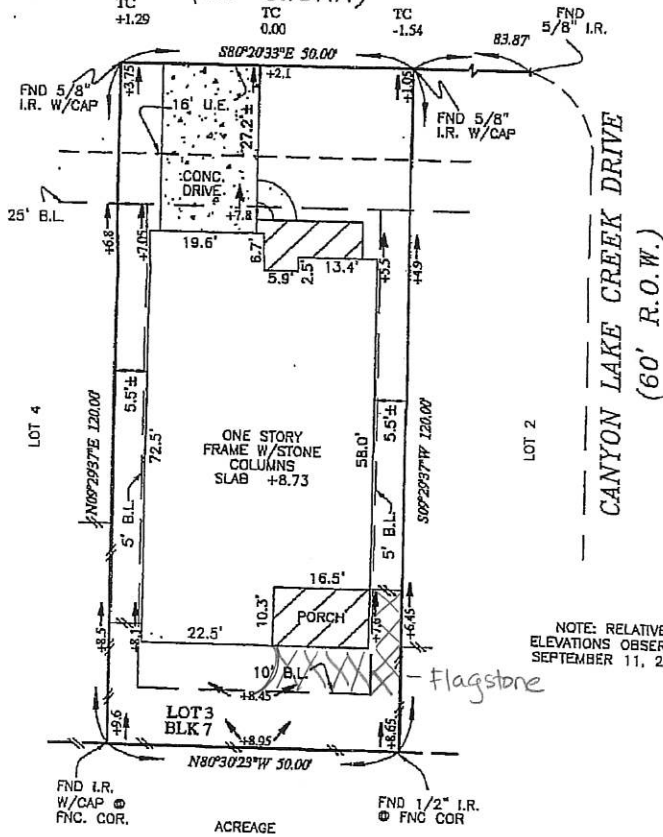 TC
+1.29
TC
0.00
TC
-1.54
S80°20'33"E 50.00'
83.87'
FND
5/8" I.R.
FND 5/8"
I.R. W/CAP
+3.75
16' U.E.
27.2'±
+2.1
+1.05
FND 5/8"
I.R. W/CAP
CONC.
DRIVE
25' B.L.
+6.8
+7.05
+7.8
19.6'
6.7'
5.9'
2.5'
13.4'
+5.5
+4.9
CANYON LAKE CREEK DRIVE
(60' R.O.W.)
LOT 4
N09°29'37"E 120.00'
5.5'±
5' B.L.
72.5'
ONE STORY
FRAME W/STONE
COLUMNS
SLAB +8.73
58.0'
5.5'±
5' B.L.
S09°29'37"W 120.00'
LOT 2
16.5'
10.3'
PORCH
22.5'
+8.5
+8.1
+7.6
+6.45
NOTE: RELATIVE
ELEVATIONS OBSER
SEPTEMBER 11, 2
10' B.L.
+8.45
Flagstone
LOT 3
BLK 7
+9.6
+8.95
+8.65
N80°30'23"W 50.00'
FND I.R.
W/CAP @
FNC. COR.
FND 1/2" I.R.
@ FNC COR
ACREAGE